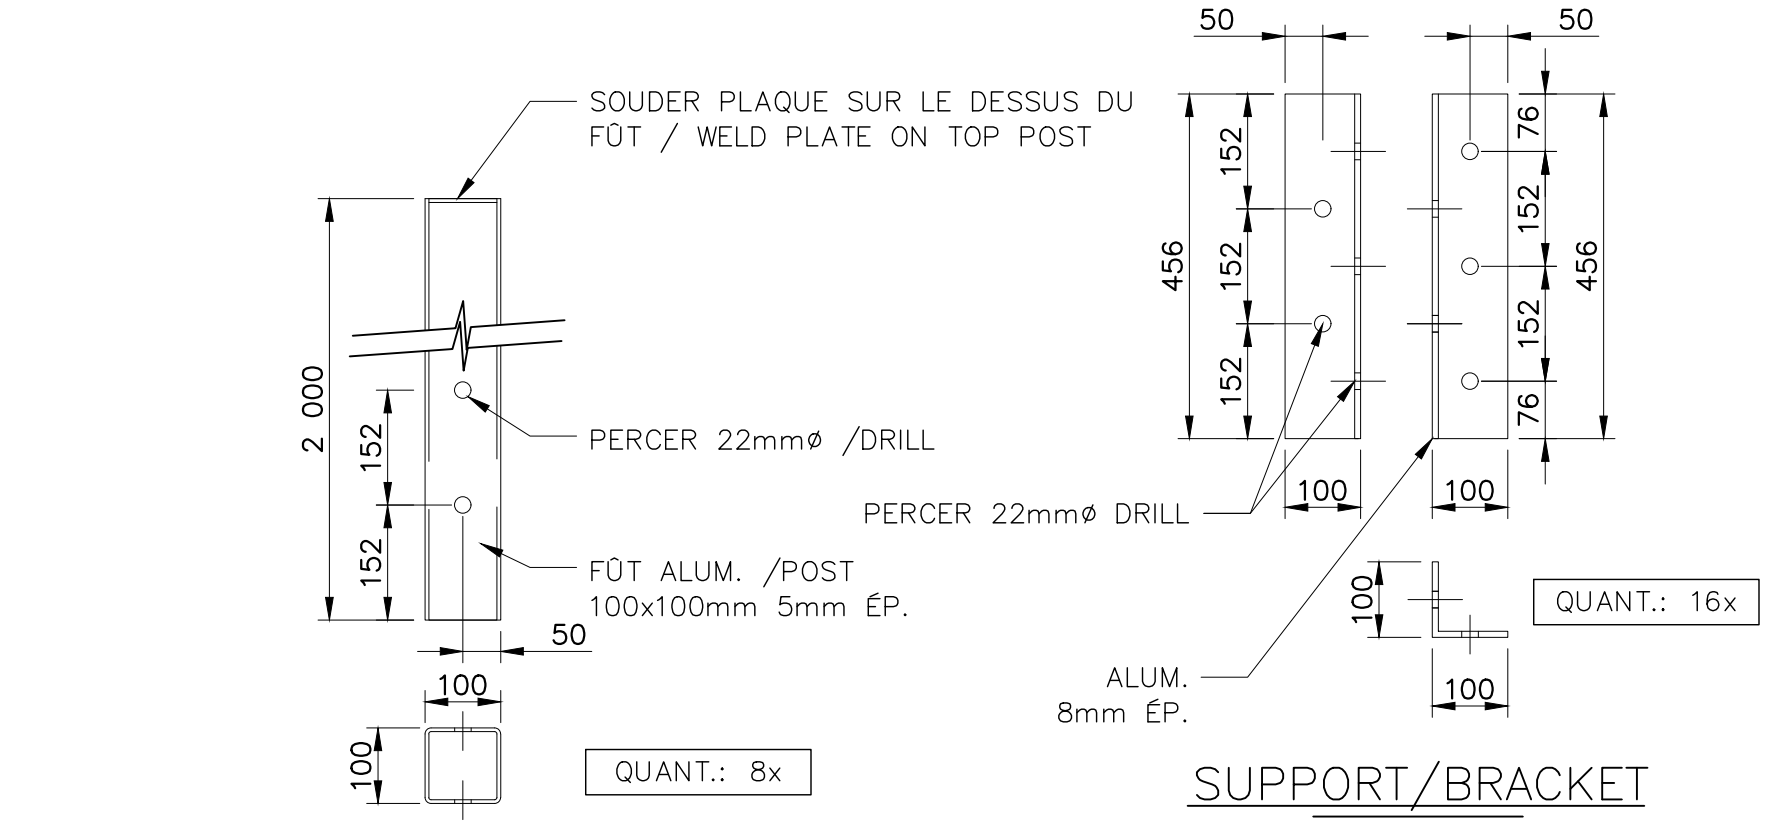 SOUDER PLAQUE SUR LE DESSUS DU
FÛT / WELD PLATE ON TOP POST
2 000
152
152
PERCER 22mmø /DRILL
FÛT ALUM. /POST
100x100mm 5mm ÉP.
50
100
100
QUANT.: 8x
50
50
456
152
152
152
76
152
152
76
456
100
100
PERCER 22mmø DRILL
100
100
QUANT.: 16x
ALUM.
8mm ÉP.
SUPPORT/BRACKET